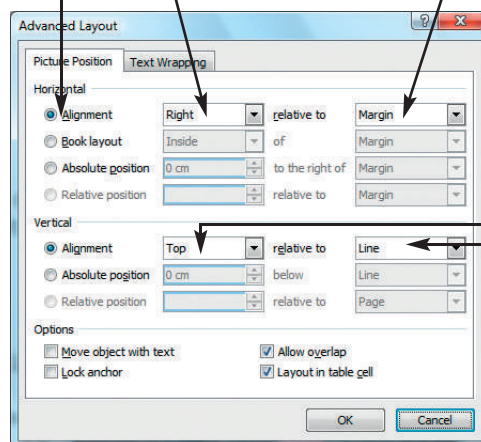 Advanced Layout
Picture Position Text Wrapping
Horizontal
Alignment Right relative to Margin
Book layout Inside of Margin
Absolute position 0 cm to the right of Margin
Relative position relative to Margin
Vertical
Alignment Top relative to Line
Absolute position 0 cm below Line
Relative position relative to Page
Options
Move object with text Allow overlap
Lock anchor Layout in table cell
OK Cancel